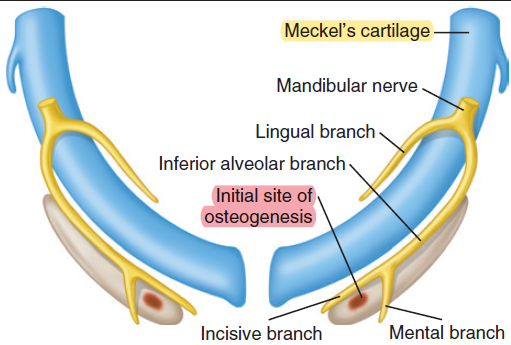 Meckel's cartilage
Mandibular nerve
Lingual branch
Inferior alveolar branch
Initial site of
osteogenesis
Incisive branch
Mental branch